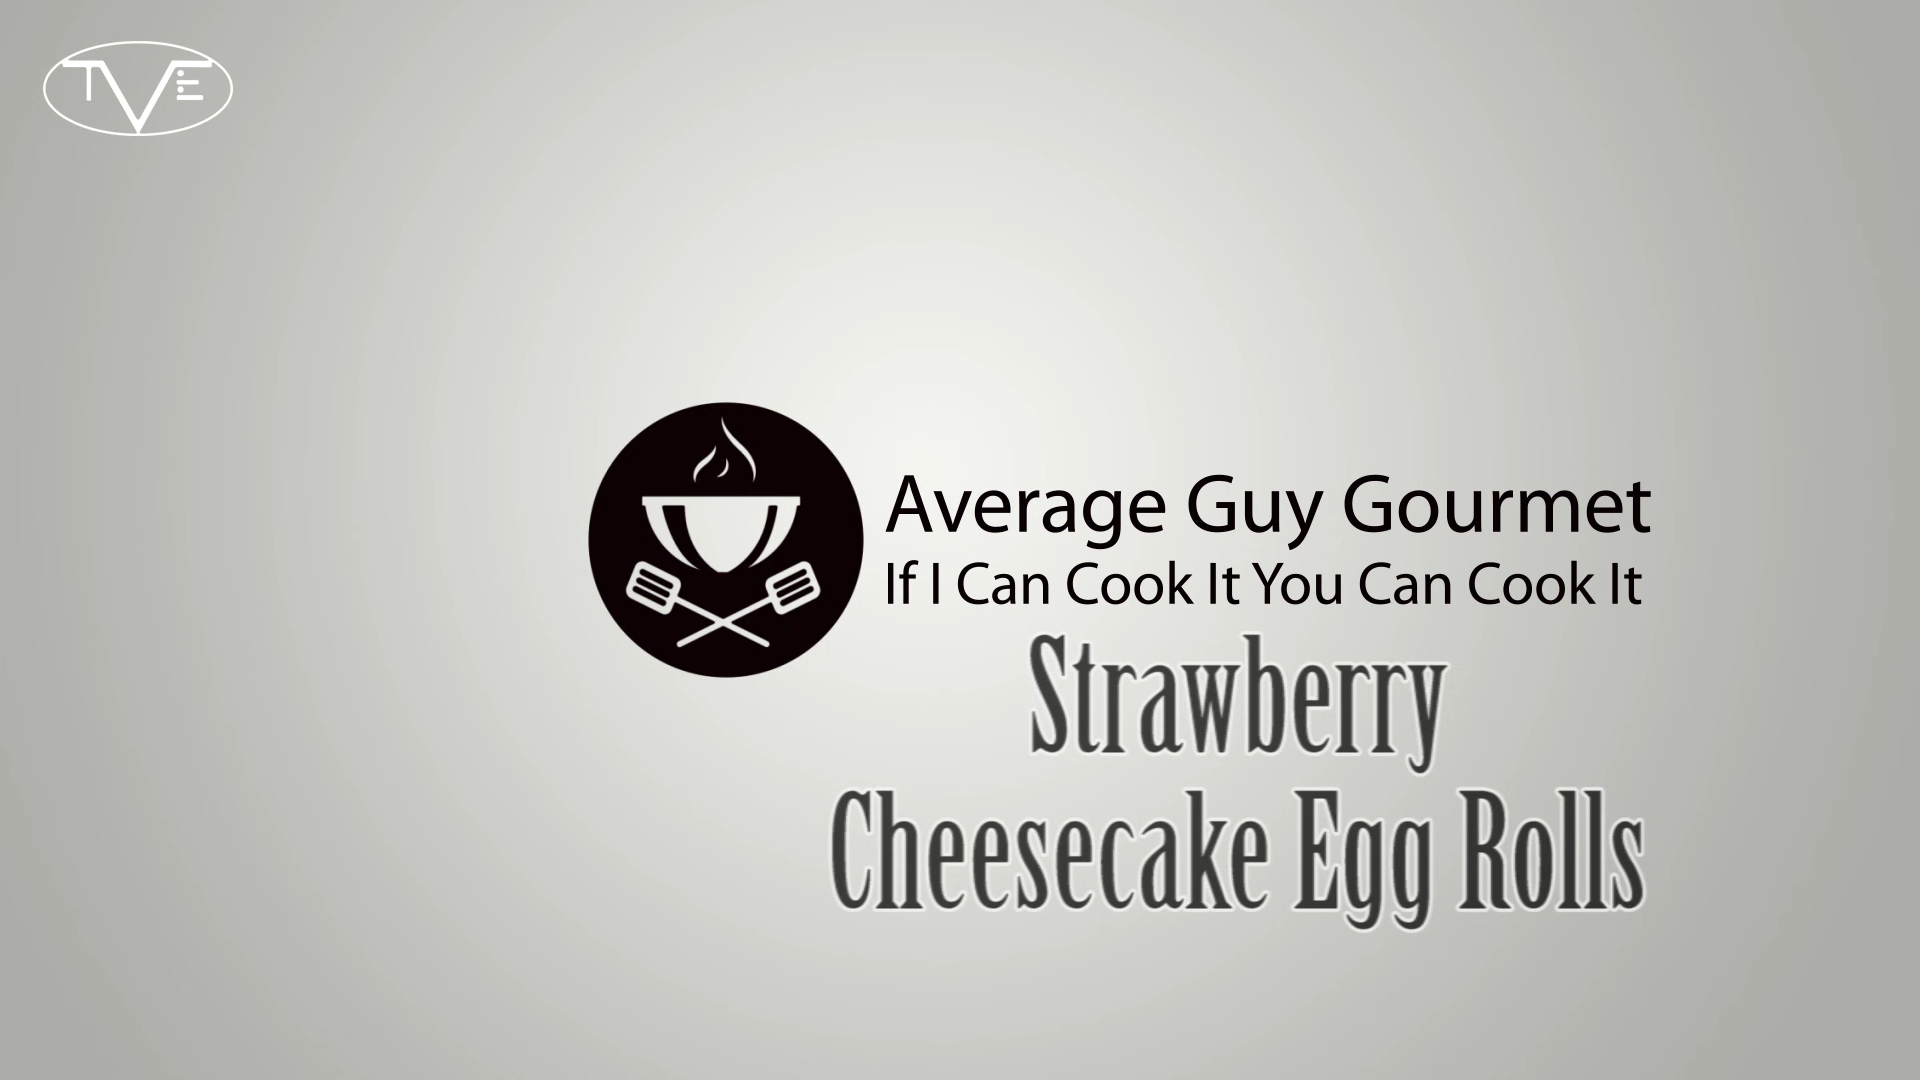 TVE
Average Guy Gourmet
If I Can Cook It You Can Cook It
Strawberry
Cheesecake Egg Rolls